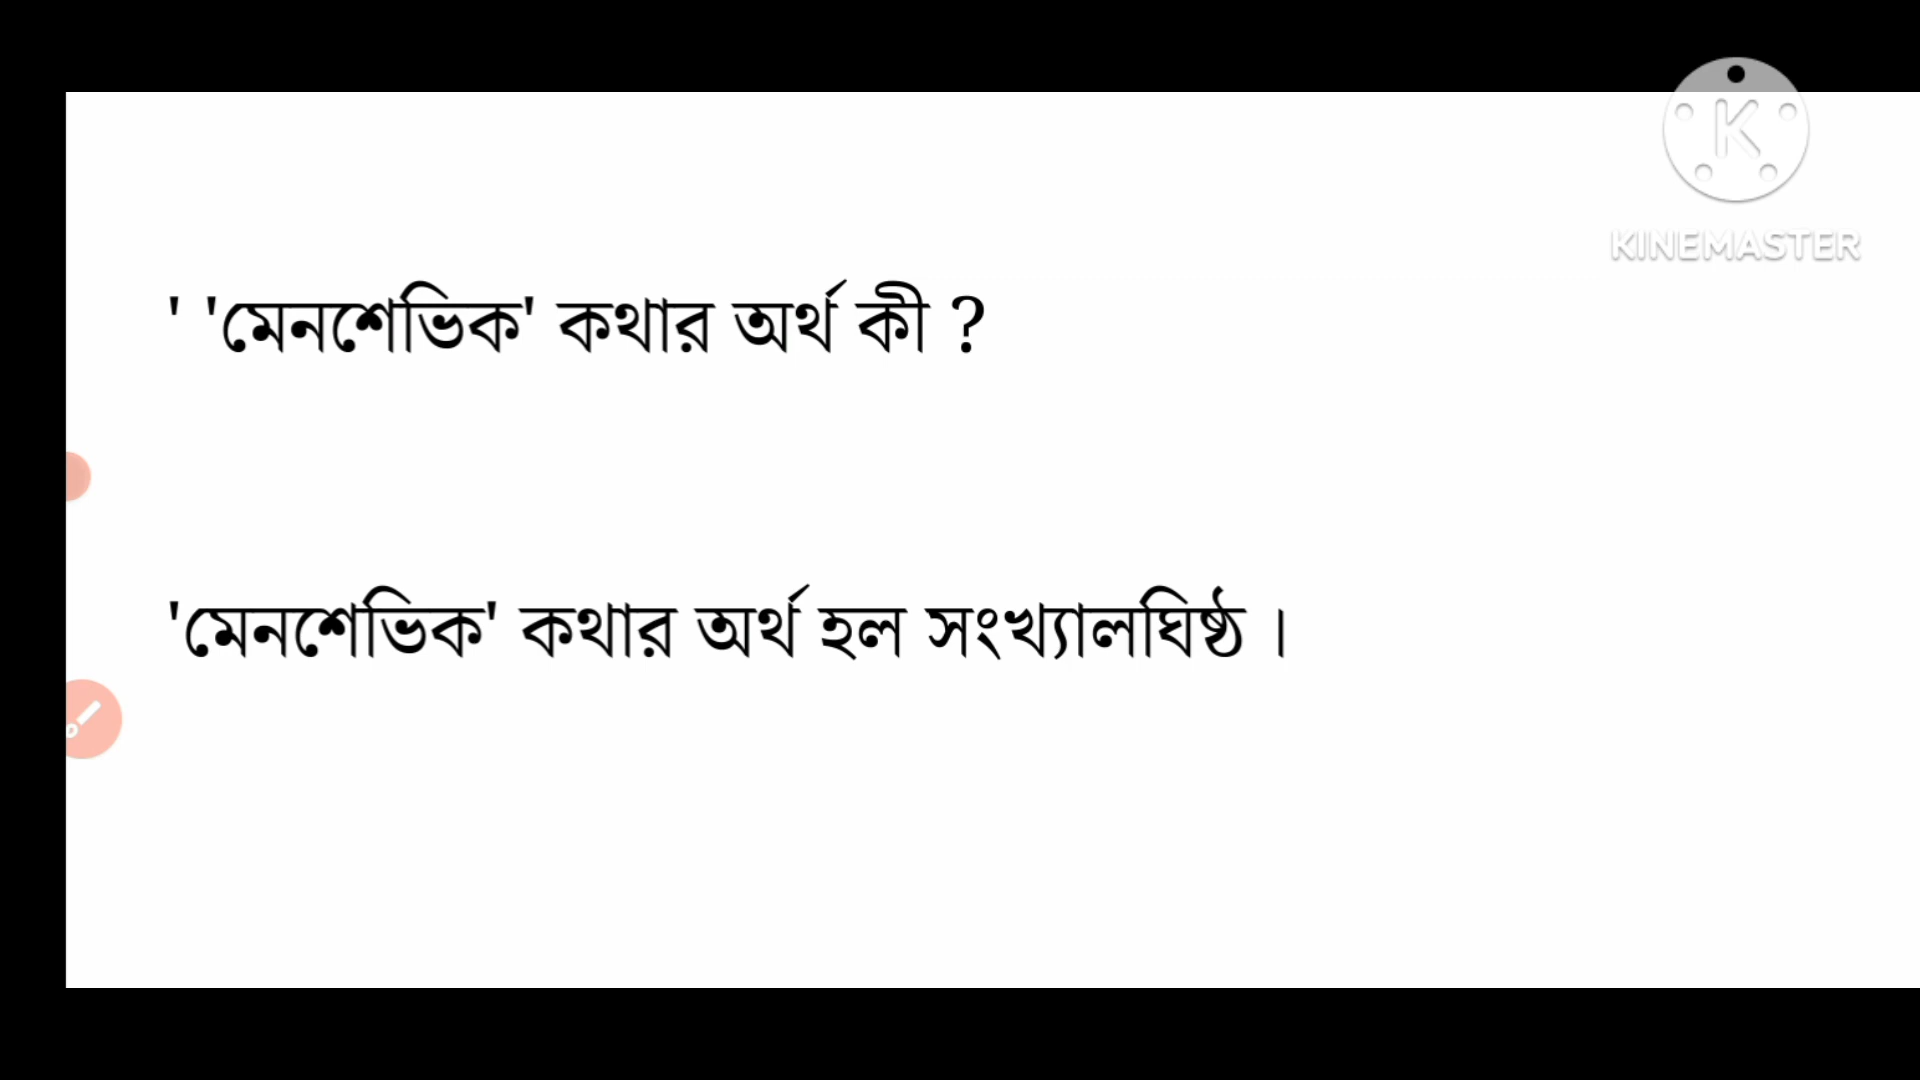 ' 'মেনশেভিক' কথার অর্থ কী ?
'মেনশেভিক' কথার অর্থ হল সংখ্যালঘিষ্ঠ ।
K
KINEMASTER